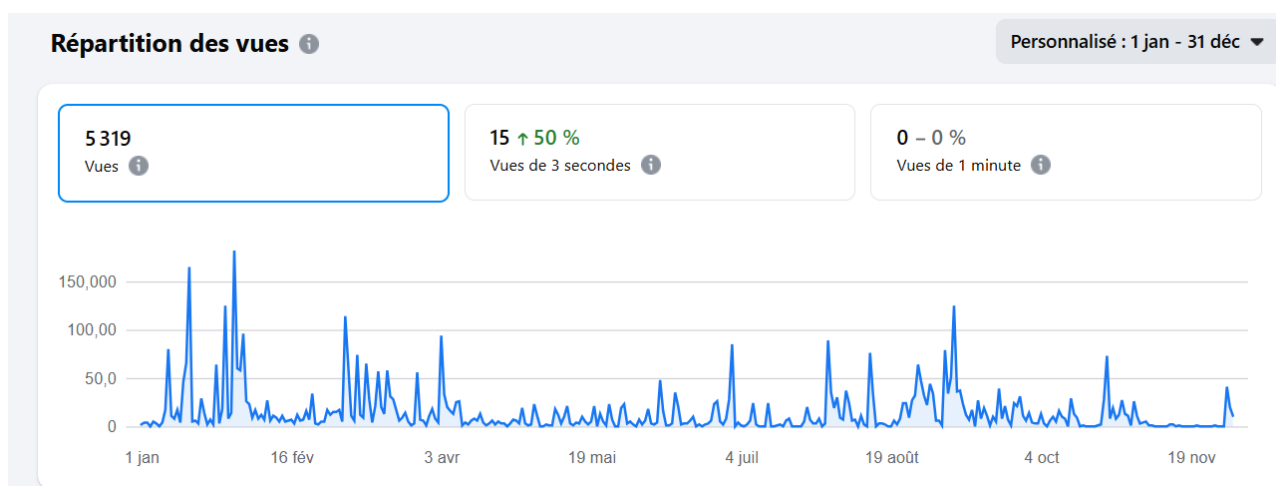 Répartition des vues
Personnalisé : 1 jan - 31 déc
5 319
Vues
15 ↑ 50 %
Vues de 3 secondes
0 – 0 %
Vues de 1 minute
150,000
100,00
50,0
0
1 jan 16 fév 3 avr 19 mai 4 juil 19 août 4 oct 19 nov